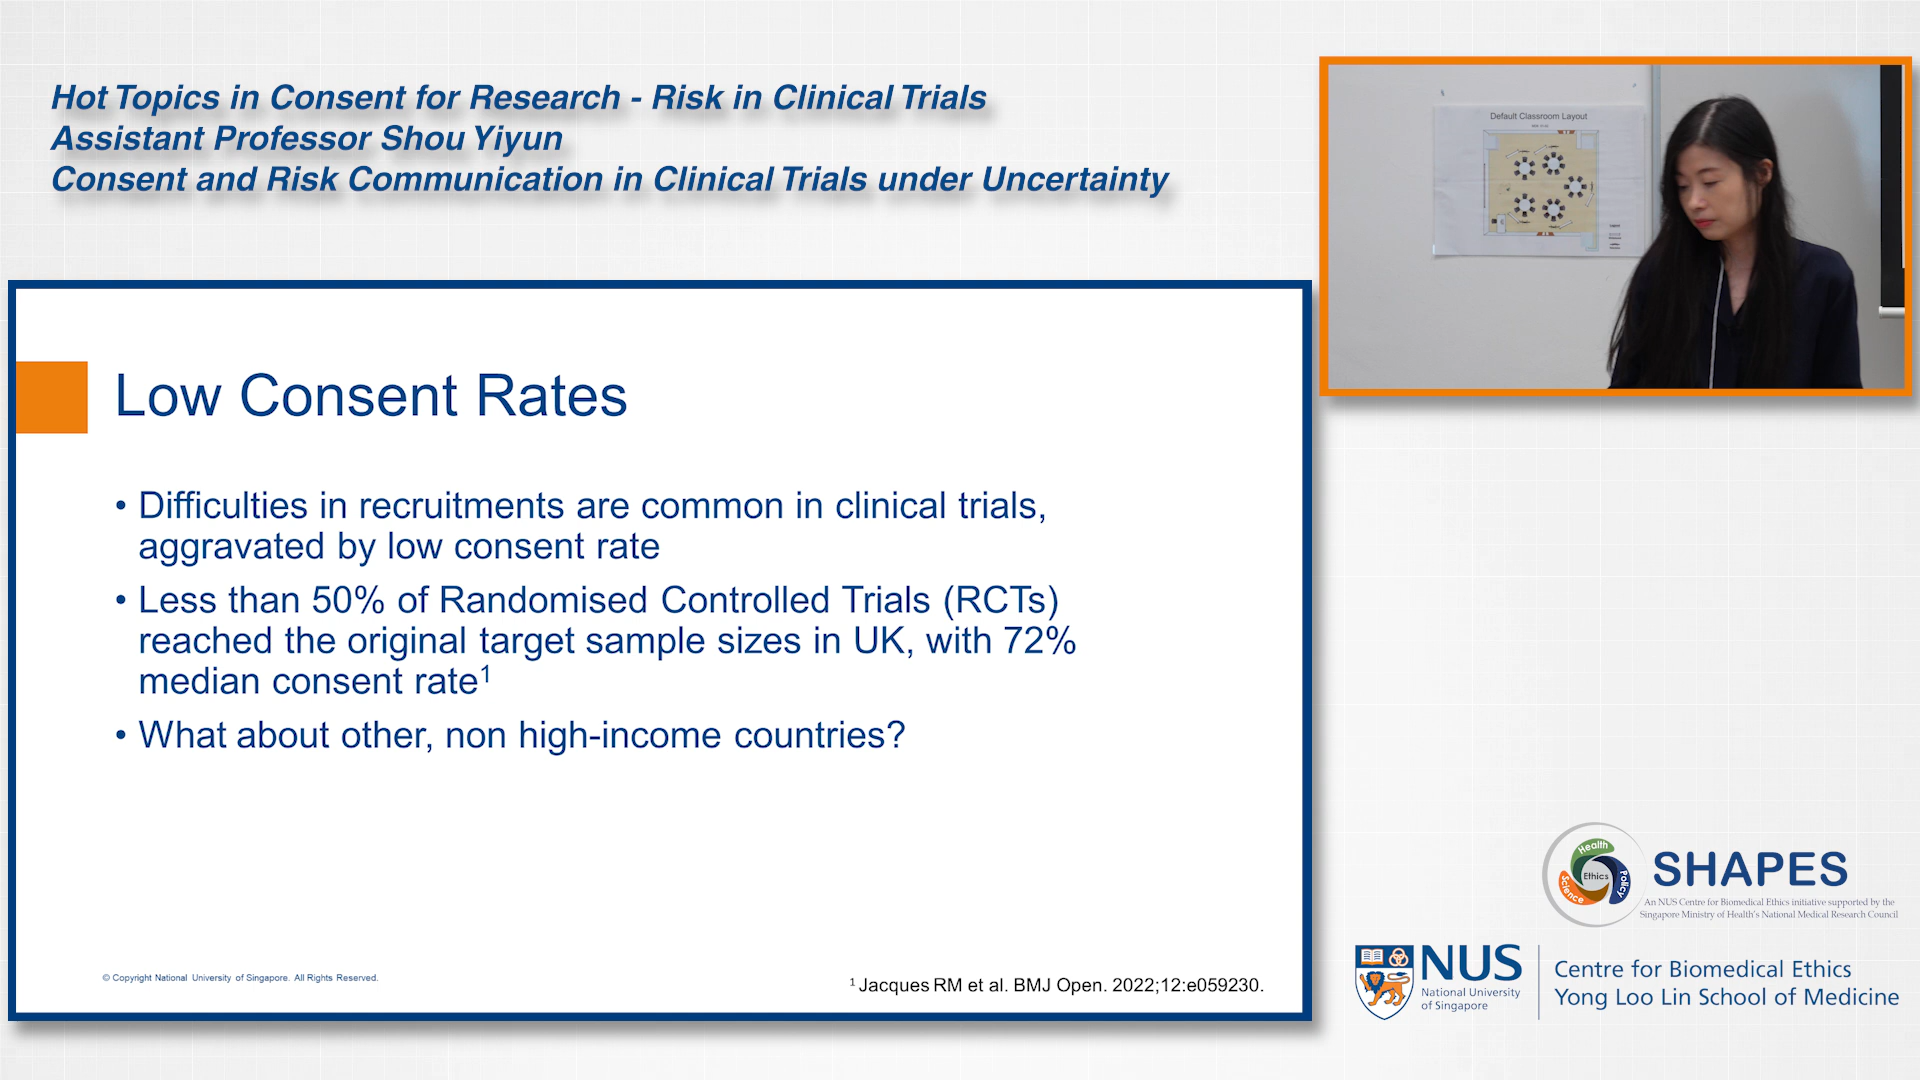 Hot Topics in Consent for Research - Risk in Clinical Trials
Assistant Professor Shou Yiyun
Consent and Risk Communication in Clinical Trials under Uncertainty
Default Classroom Layout
Low Consent Rates
• Difficulties in recruitments are common in clinical trials,
aggravated by low consent rate
• Less than 50% of Randomised Controlled Trials (RCTs)
reached the original target sample sizes in UK, with 72%
median consent rate¹
• What about other, non high-income countries?
© Copyright National University of Singapore. All Rights Reserved.
¹ Jacques RM et al. BMJ Open. 2022;12:e059230.
Health
Ethics
Science
Policy
SHAPES
An NUS Centre for Biomedical Ethics initiative supported by the
Singapore Ministry of Health's National Medical Research Council
NUS
National University
of Singapore
Centre for Biomedical Ethics
Yong Loo Lin School of Medicine